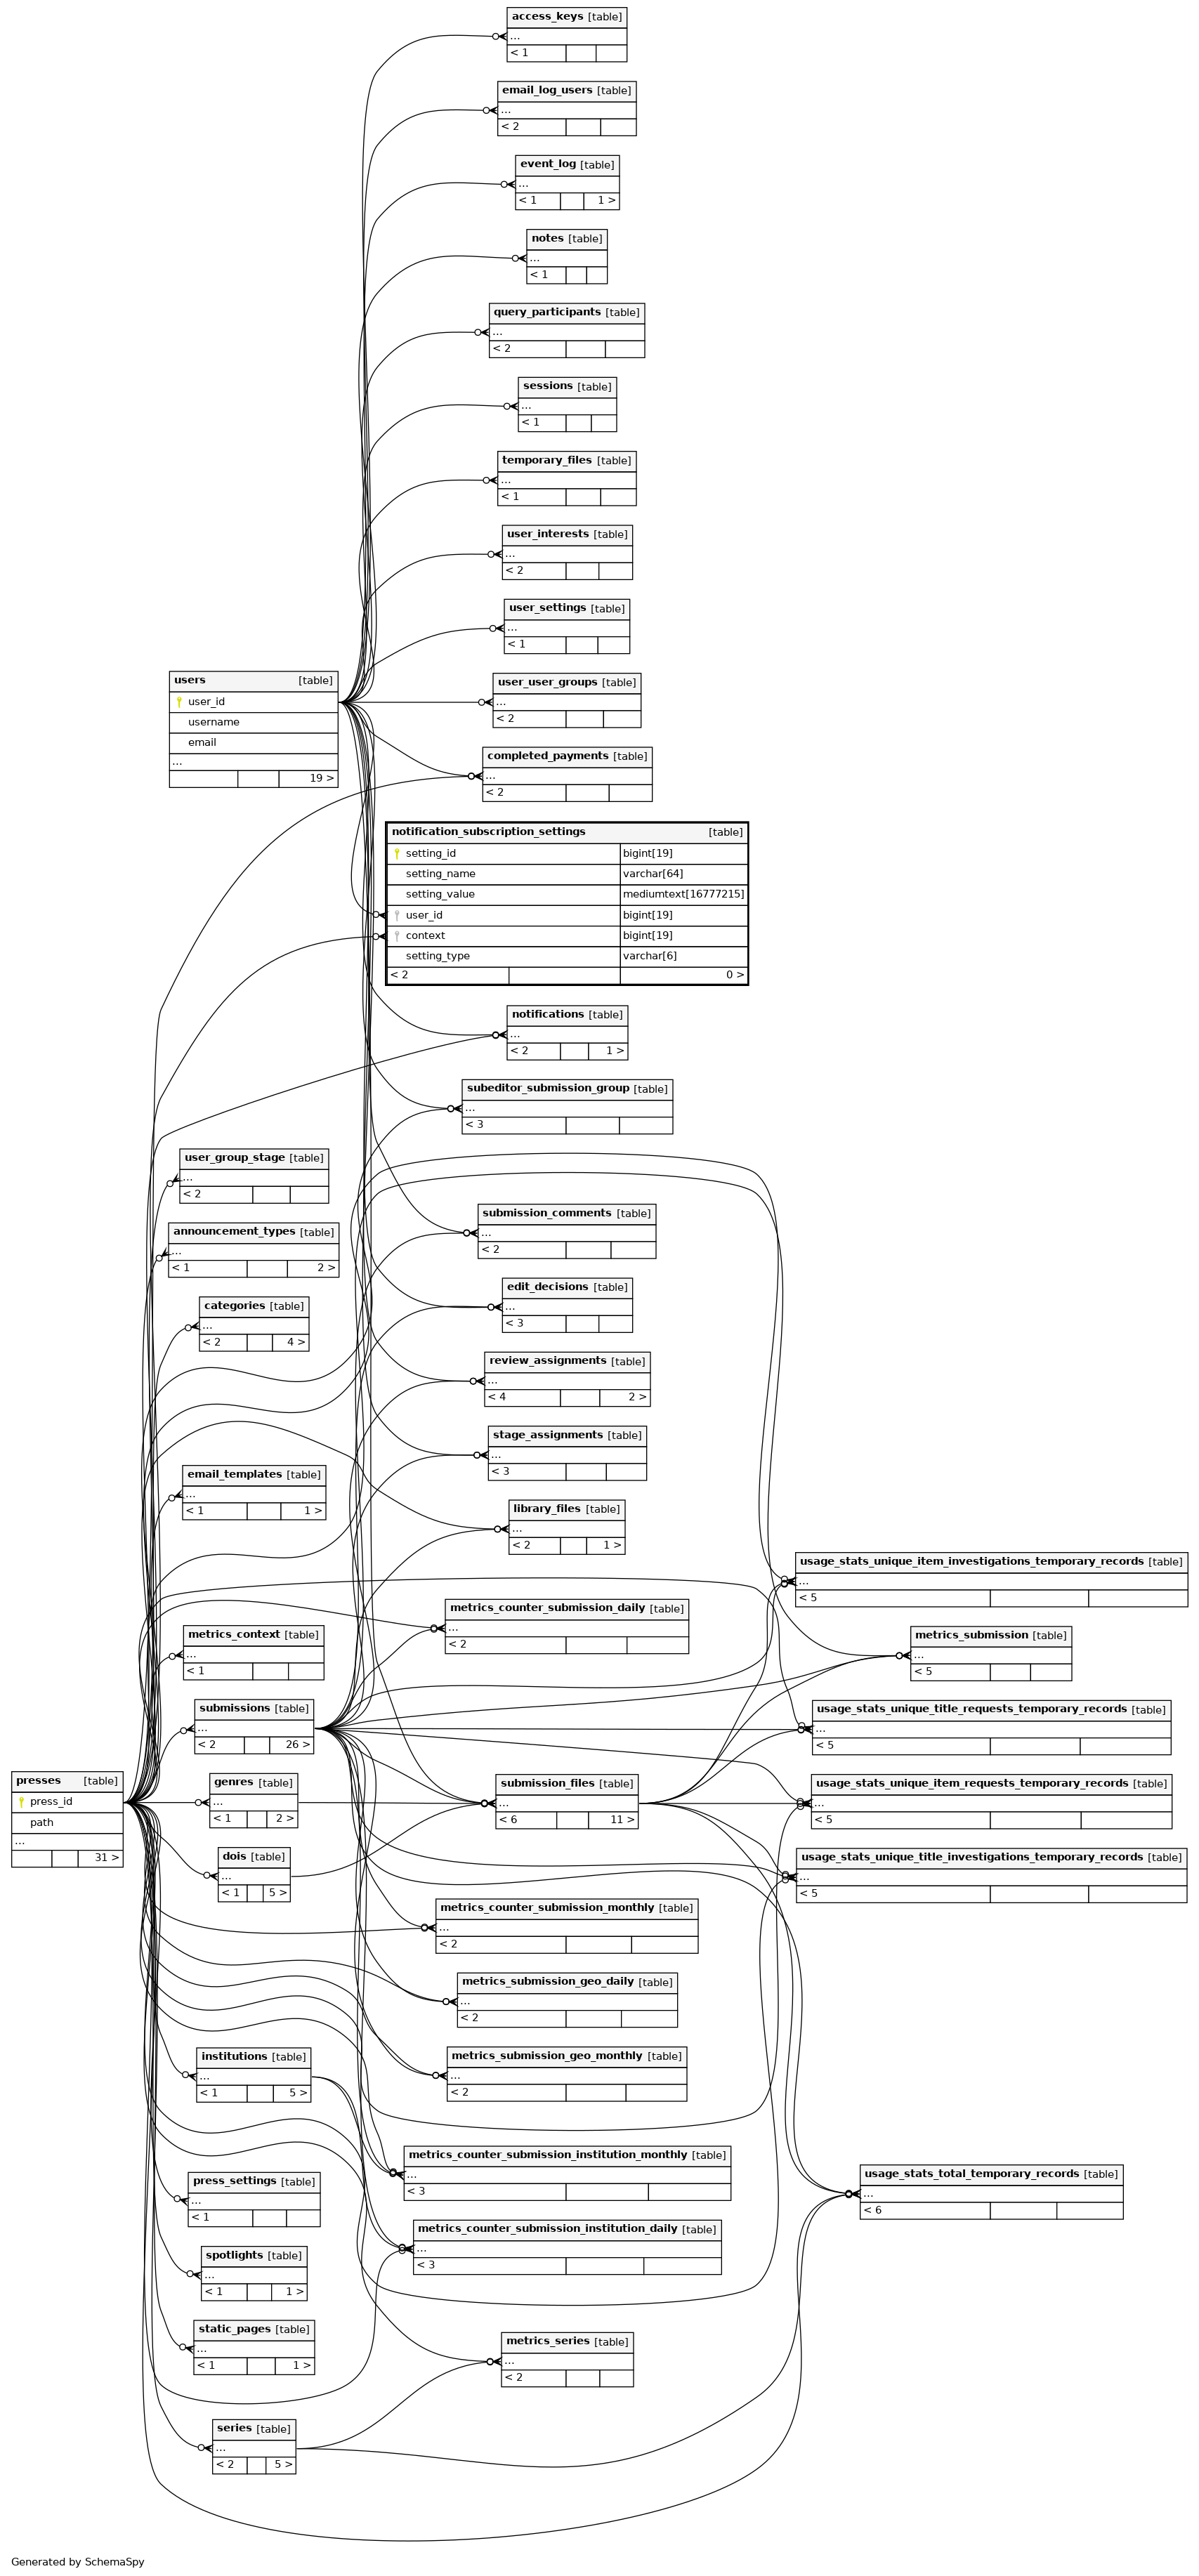 access_keys [table]
...
< 1
email_log_users [table]
...
< 2
event_log [table]
...
< 1 1 >
notes [table]
...
< 1
query_participants [table]
...
< 2
sessions [table]
...
< 1
temporary_files [table]
...
< 1
user_interests [table]
...
< 2
user_settings [table]
...
< 1
users [table]
user_id
username
email
...
19 >
user_user_groups [table]
...
< 2
completed_payments [table]
...
< 2
notification_subscription_settings [table]
setting_id bigint[19]
setting_name varchar[64]
setting_value mediumtext[16777215]
user_id bigint[19]
context bigint[19]
setting_type varchar[6]
< 2 0 >
notifications [table]
...
< 2 1 >
subeditor_submission_group [table]
...
< 3
user_group_stage [table]
...
< 2
announcement_types [table]
...
< 1 2 >
submission_comments [table]
...
< 2
categories [table]
...
< 2 4 >
edit_decisions [table]
...
< 3
review_assignments [table]
...
< 4 2 >
stage_assignments [table]
...
< 3
email_templates [table]
...
< 1 1 >
library_files [table]
...
< 2 1 >
usage_stats_unique_item_investigations_temporary_records [table]
...
< 5
metrics_counter_submission_daily [table]
...
< 2
metrics_context [table]
...
< 1
metrics_submission [table]
...
< 5
submissions [table]
...
< 2 26 >
usage_stats_unique_title_requests_temporary_records [table]
...
< 5
presses [table]
press_id
path
...
31 >
genres [table]
...
< 1 2 >
submission_files [table]
...
< 6 11 >
usage_stats_unique_item_requests_temporary_records [table]
...
< 5
dois [table]
...
< 1 5 >
usage_stats_unique_title_investigations_temporary_records [table]
...
< 5
metrics_counter_submission_monthly [table]
...
< 2
metrics_submission_geo_daily [table]
...
< 2
institutions [table]
...
< 1 5 >
metrics_submission_geo_monthly [table]
...
< 2
metrics_counter_submission_institution_monthly [table]
...
< 3
usage_stats_total_temporary_records [table]
...
< 6
press_settings [table]
...
< 1
metrics_counter_submission_institution_daily [table]
...
< 3
spotlights [table]
...
< 1 1 >
static_pages [table]
...
< 1 1 >
metrics_series [table]
...
< 2
series [table]
...
< 2 5 >
Generated by SchemaSpy